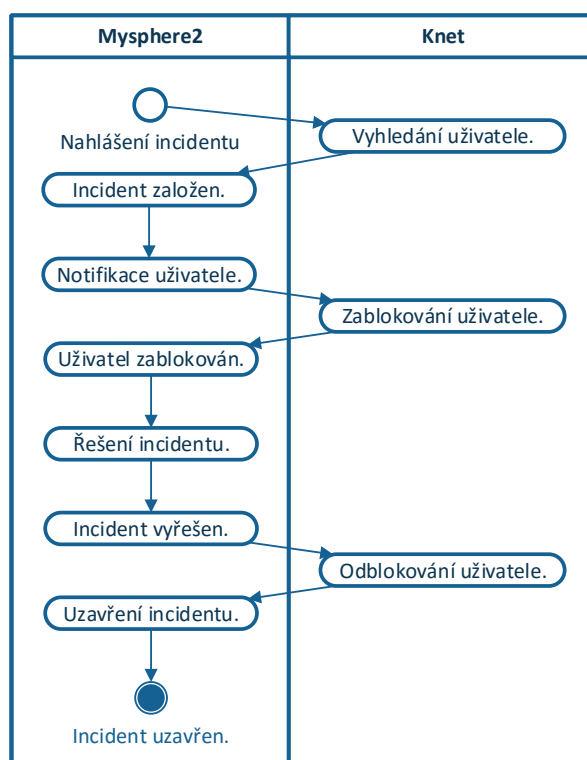 Mysphere2
Knet
Nahlášení incidentu
Vyhledání uživatele.
Incident založen.
Notifikace uživatele.
Zablokování uživatele.
Uživatel zablokován.
Řešení incidentu.
Incident vyřešen.
Odblokování uživatele.
Uzavření incidentu.
Incident uzavřen.